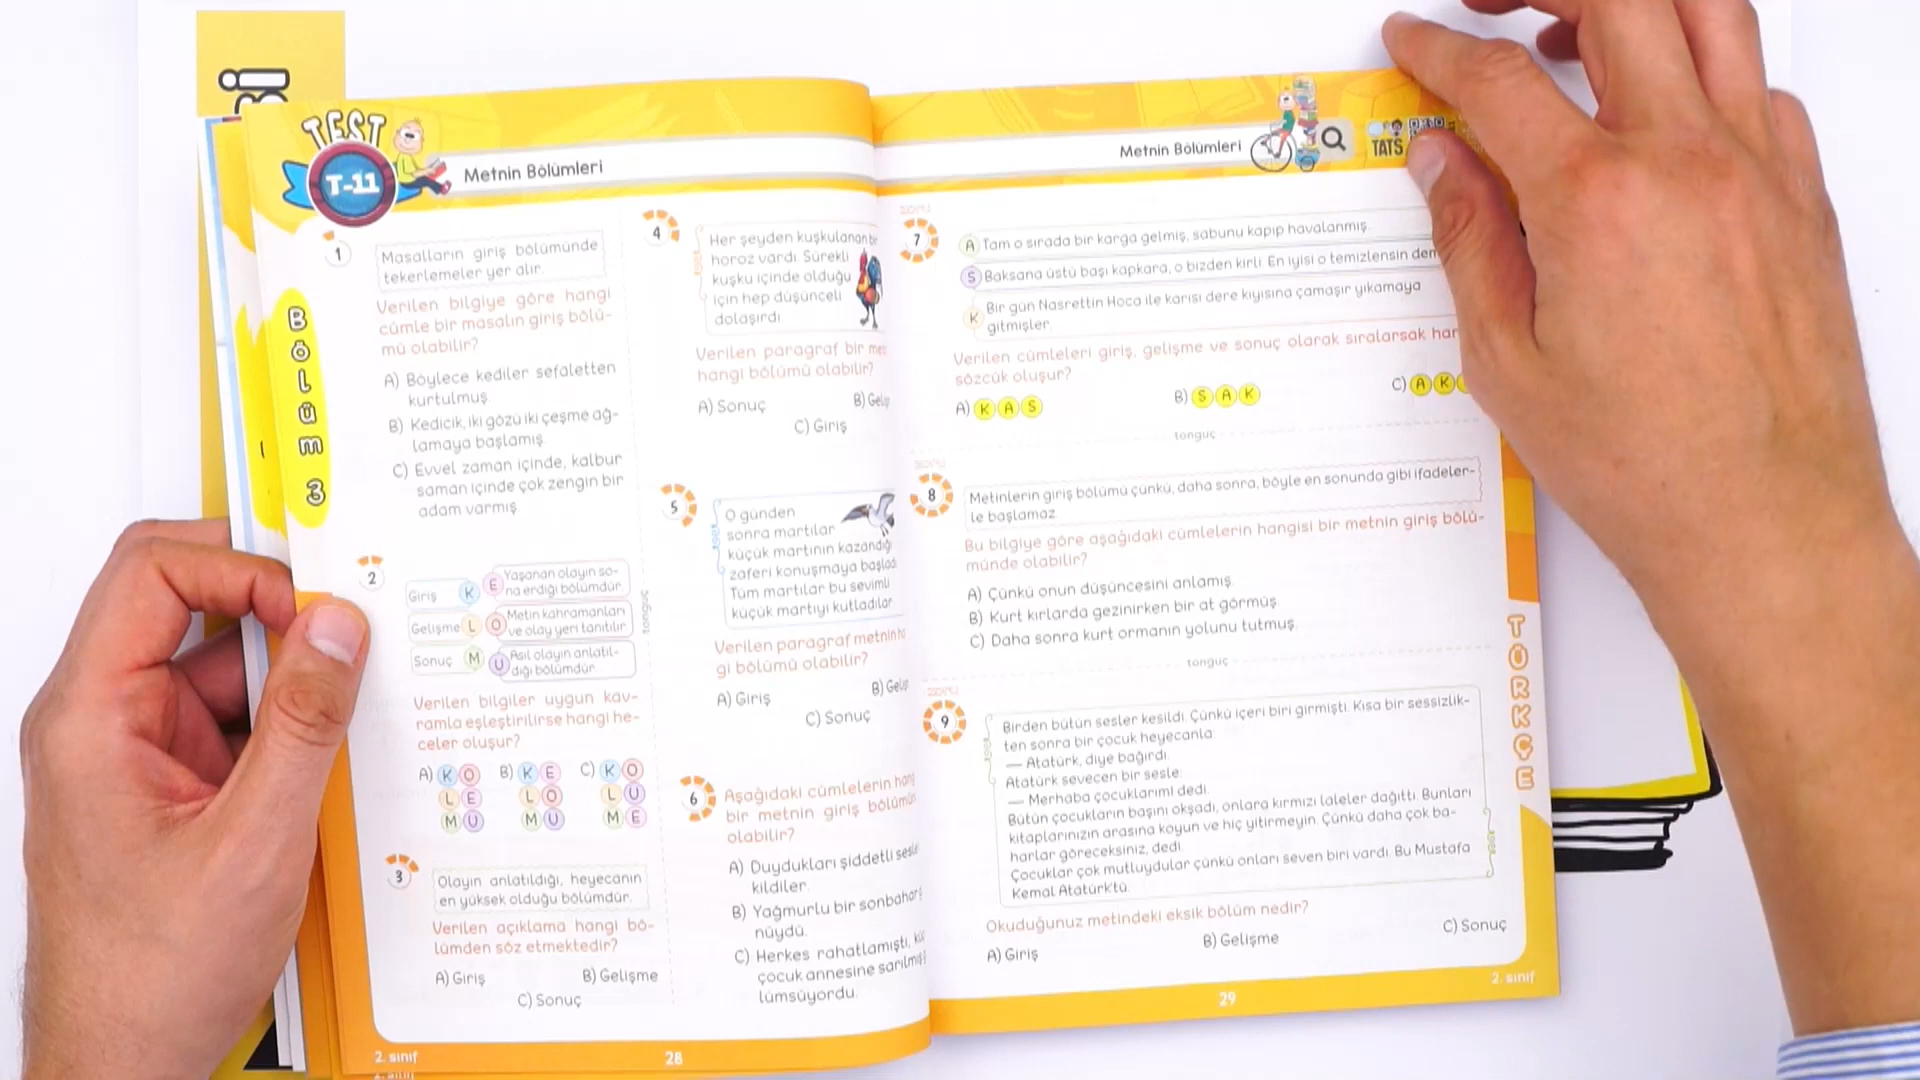 TEST
T-11
Metnin Bölümleri
Bölüm 3
1
Masalların giriş bölümünde
tekerlemeler yer alır.
Verilen bilgiye göre hangi
cümle bir masalın giriş bölü-
mü olabilir?
A) Böylece kediler sefaletten
kurtulmuş.
B) Kedicik, iki gözü iki çeşme ağ-
lamaya başlamış.
C) Evvel zaman içinde, kalbur
saman içinde çok zengin bir
adam varmış.
2
Giriş K
Gelişme L
Sonuç M
E Yaşanan olayın so-
na erdiği bölümdür.
O Metin kahramanları
ve olay yeri tanıtılır.
U Asıl olayın anlatıl-
dığı bölümdür.
Verilen bilgiler uygun kav-
ramla eşleştirilirse hangi he-
celer oluşur?
A) K O B) K E C) K O
L E L O L U
M U M U M E
3
Olayın anlatıldığı, heyecanın
en yüksek olduğu bölümdür.
Verilen açıklama hangi bö-
lümden söz etmektedir?
A) Giriş B) Gelişme
C) Sonuç
2. sınıf
28
tonguç
4
Her şeyden kuşkulanan
horoz vardı. Sürekli
kuşku içinde olduğu
için hep düşünceli
dolaşırdı.
Verilen paragraf bir
hangi bölümü olabilir?
A) Sonuç B)
C) Giriş
5
O günden
sonra martılar
küçük martının
zaferi konuşmaya
Tüm martılar bu sevimli
küçük martıyı kutladılar.
Verilen paragraf metnin
gi bölümü olabilir?
A) Giriş B)
C) Sonuç
6
Aşağıdaki cümlelerin
bir metnin giriş
olabilir?
A) Duydukları şiddetli
kildiler.
B) Yağmurlu bir
nüydü.
C) Herkes rahatlamıştı,
çocuk annesine
lümsüyordu.
Metnin Bölümleri
TATS
7
A Tam o sırada bir karga gelmiş, sabunu kapıp havalanmış.
S Baksana üstü başı kapkara, o bizden kirli. En iyisi o temizlensin
K Bir gün Nasrettin Hoca ile karısı dere kıyısına çamaşır yıkamaya
gitmişler.
Verilen cümleleri giriş, gelişme ve sonuç olarak sıralarsak
sözcük oluşur?
A) K A S B) S A K C) A K
tonguç
8
Metinlerin giriş bölümü çünkü, daha sonra, böyle en sonunda gibi ifadeler-
le başlamaz.
Bu bilgiye göre aşağıdaki cümlelerin hangisi bir metnin giriş bölü-
münde olabilir?
A) Çünkü onun düşüncesini anlamış.
B) Kurt kırlarda gezinirken bir at görmüş.
C) Daha sonra kurt ormanın yolunu tutmuş.
tonguç
9
Birden bütün sesler kesildi. Çünkü içeri biri girmişti. Kısa bir sessizlik-
ten sonra bir çocuk heyecanla:
— Atatürk, diye bağırdı.
Atatürk sevecen bir sesle:
— Merhaba çocuklarım! dedi.
Bütün çocukların başını okşadı, onlara kırmızı laleler dağıttı. Bunları
kitaplarınızın arasına koyun ve hiç yitirmeyin. Çünkü daha çok ba-
harlar göreceksiniz, dedi.
Çocuklar çok mutluydular çünkü onları seven biri vardı. Bu Mustafa
Kemal Atatürk'tü.
Okuduğunuz metindeki eksik bölüm nedir?
A) Giriş B) Gelişme C) Sonuç
TÜRKÇE
2. sınıf
29